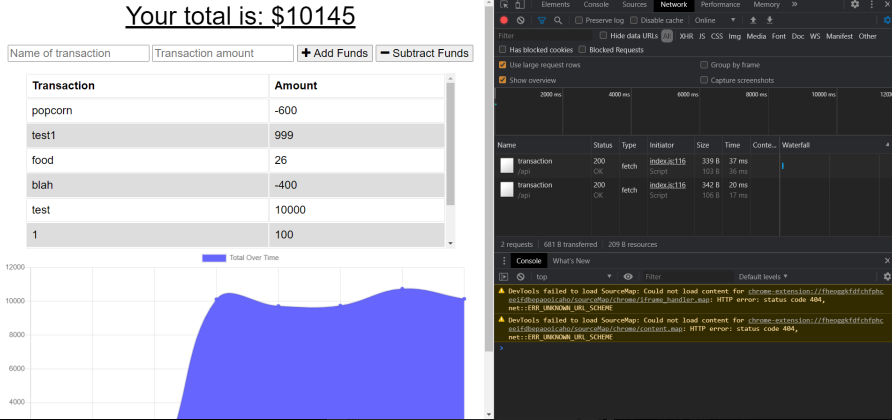 Your total is: $10145
Name of transaction Transaction amount + Add Funds − Subtract Funds
Transaction Amount
popcorn -600
test1 999
food 26
blah -400
test 10000
1 100
Total Over Time
12000
10000
8000
6000
4000
Elements Console Sources Network Performance Memory »
Preserve log Disable cache Online
Filter Hide data URLs All XHR JS CSS Img Media Font Doc WS Manifest Other
Has blocked cookies Blocked Requests
Use large request rows Group by frame
Show overview Capture screenshots
2000 ms 4000 ms 6000 ms 8000 ms 10000 ms 1200
Name Status Type Initiator Size Time Conte... Waterfall
transaction 200 fetch index.js:116 339 B 37 ms
/api OK Script 103 B 36 ms
transaction 200 fetch index.js:116 342 B 20 ms
/api OK Script 106 B 17 ms
2 requests 681 B transferred 209 B resources
Console What's New
top Filter Default levels
DevTools failed to load SourceMap: Could not load content for chrome-extension://fheoggkfdfchfphc
eeifdbepaooicaho/sourceMap/chrome/iframe_handler.map: HTTP error: status code 404,
net::ERR_UNKNOWN_URL_SCHEME
DevTools failed to load SourceMap: Could not load content for chrome-extension://fheoggkfdfchfphc
eeifdbepaooicaho/sourceMap/chrome/content.map: HTTP error: status code 404,
net::ERR_UNKNOWN_URL_SCHEME